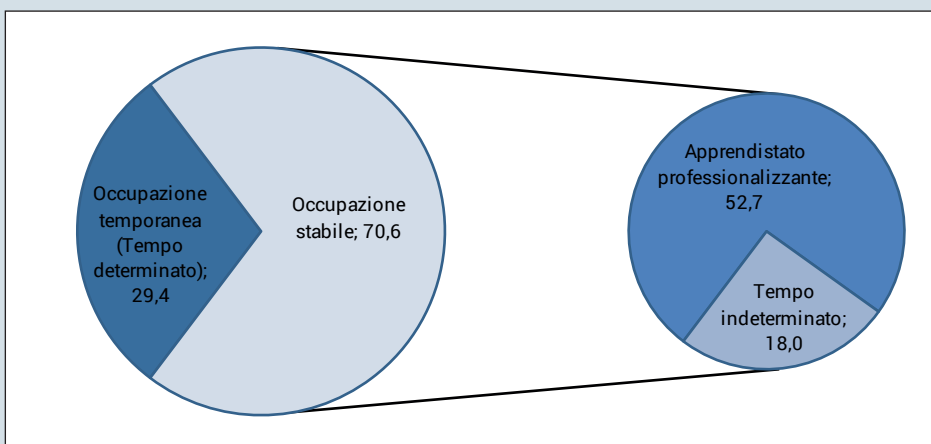 Occupazione
temporanea
(Tempo
determinato);
29,4
Occupazione
stabile; 70,6
Apprendistato
professionalizzante;
52,7
Tempo
indeterminato;
18,0